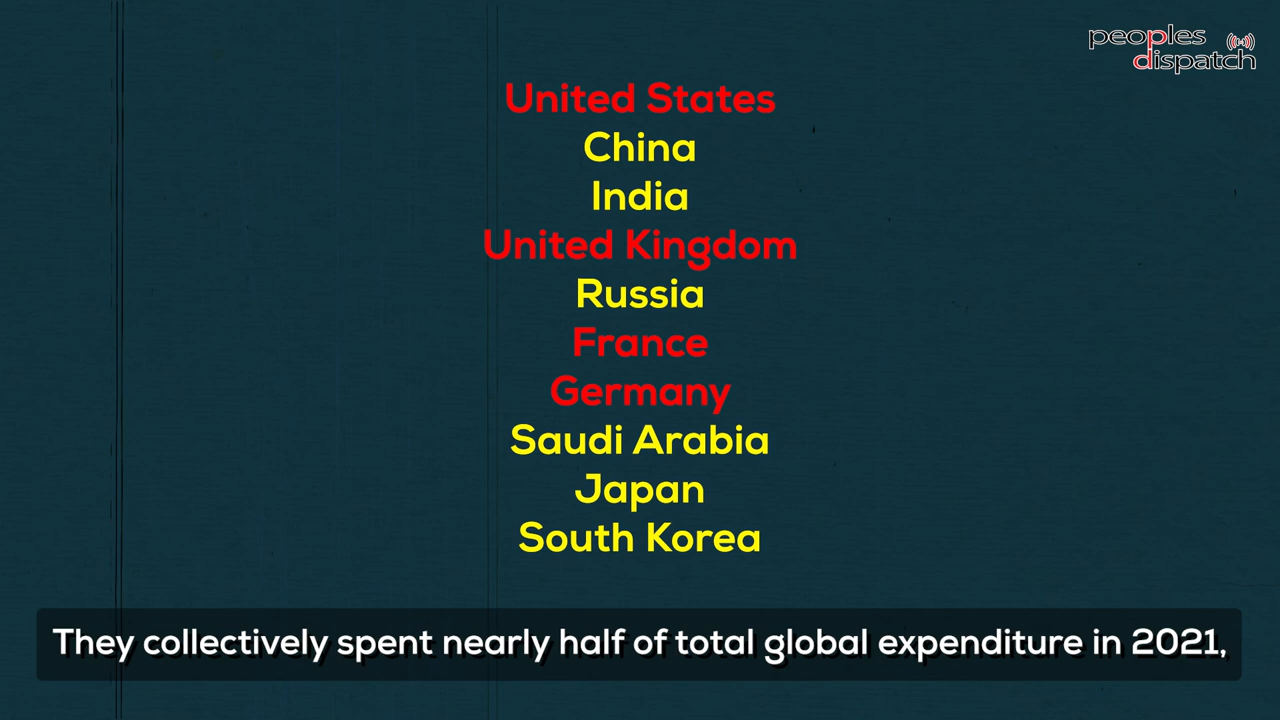 peoples
dispatch
United States
China
India
United Kingdom
Russia
France
Germany
Saudi Arabia
Japan
South Korea
They collectively spent nearly half of total global expenditure in 2021,